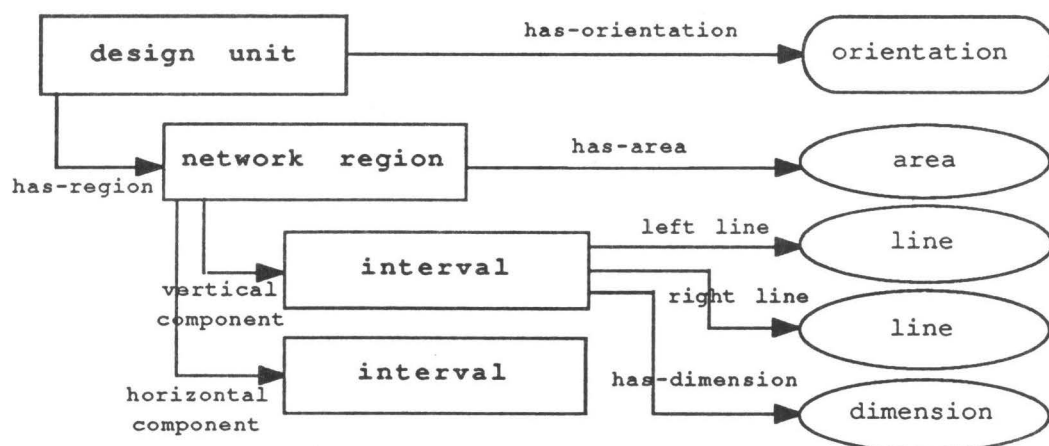 has-orientation
design unit
orientation
network region
has-area
area
has-region
left line
line
interval
vertical
component
right line
line
interval
horizontal
component
has-dimension
dimension